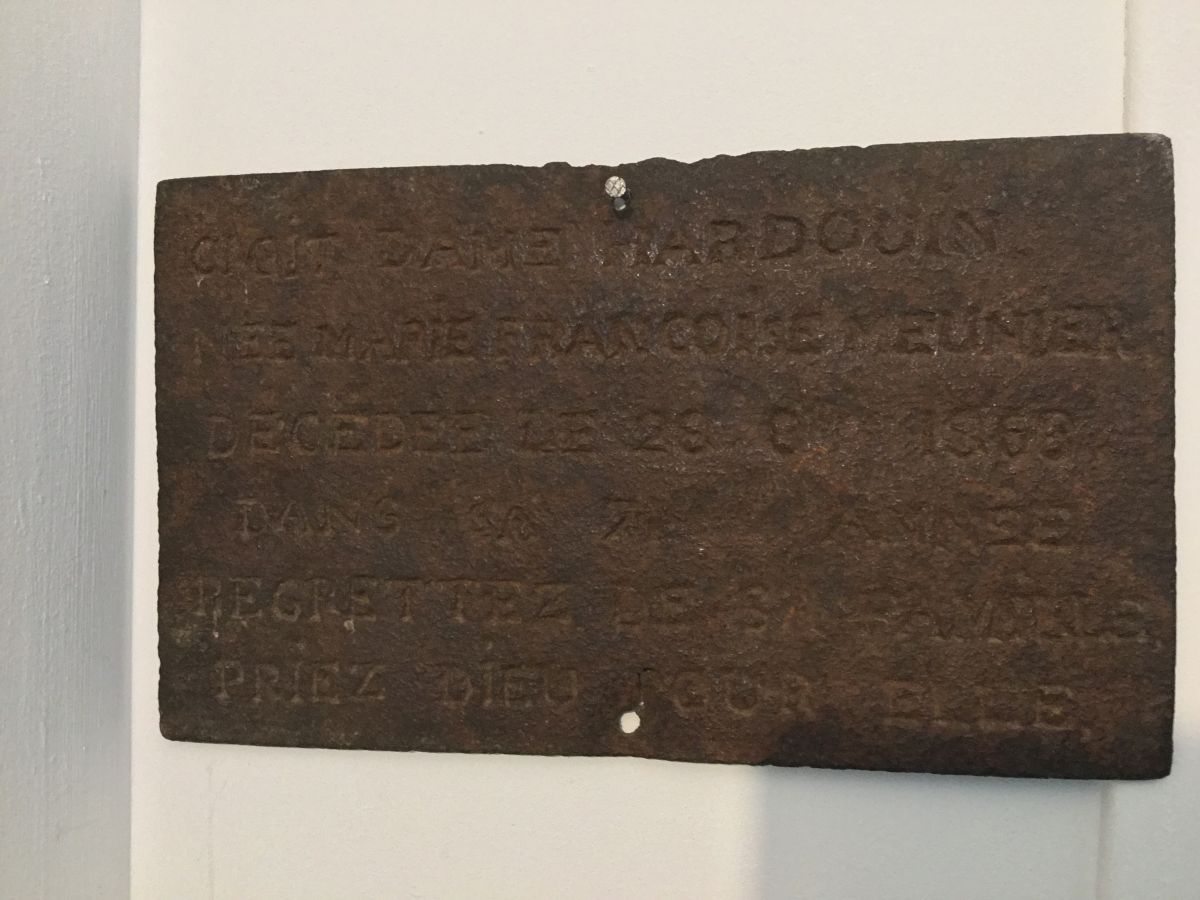 CI GIT DAME HARDOUIN
NEE MARIE FRANCOISE MEUNIER
DECEDEE LE 28 1868
DANS SA ANNEE
REGRETTEZ DE SA FAMILLE
PRIEZ DIEU POUR ELLE